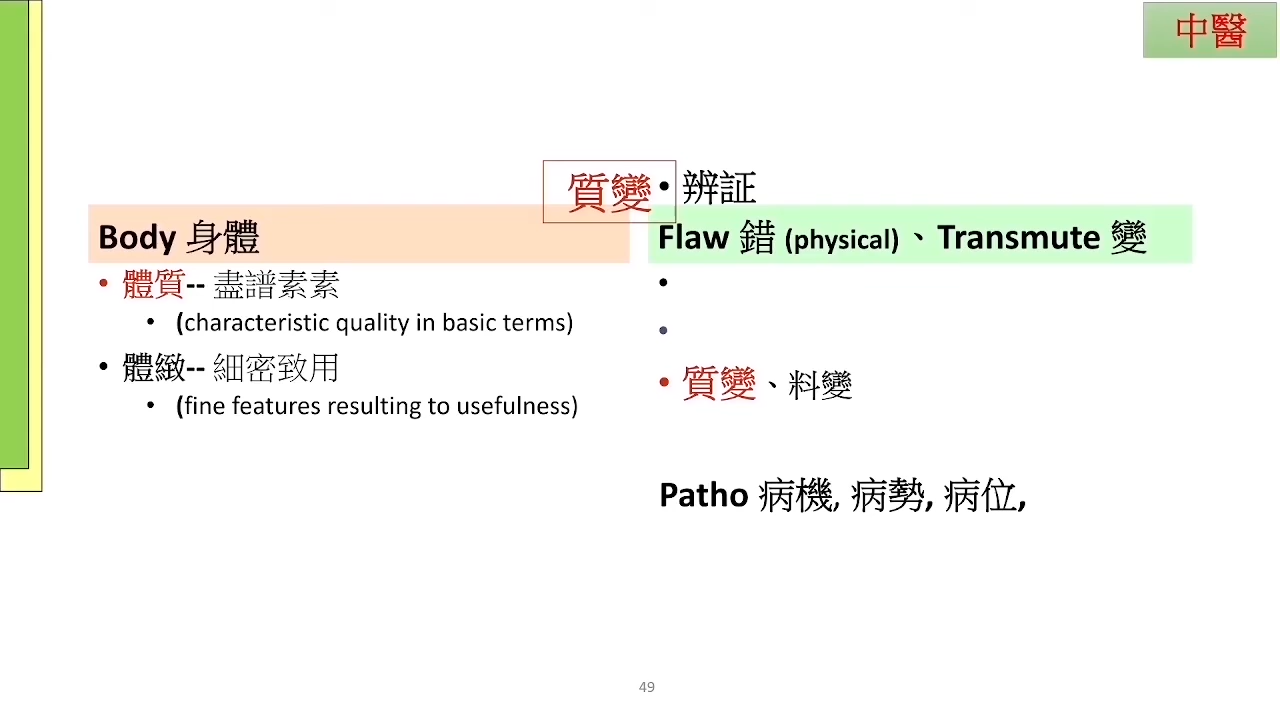 中醫
質變
• 辨証
Body 身體
• 體質-- 盡譜素素
• (characteristic quality in basic terms)
• 體緻-- 細密致用
• (fine features resulting to usefulness)
Flaw 錯 (physical)、Transmute 變
•
•
• 質變、料變
Patho 病機, 病勢, 病位,
49